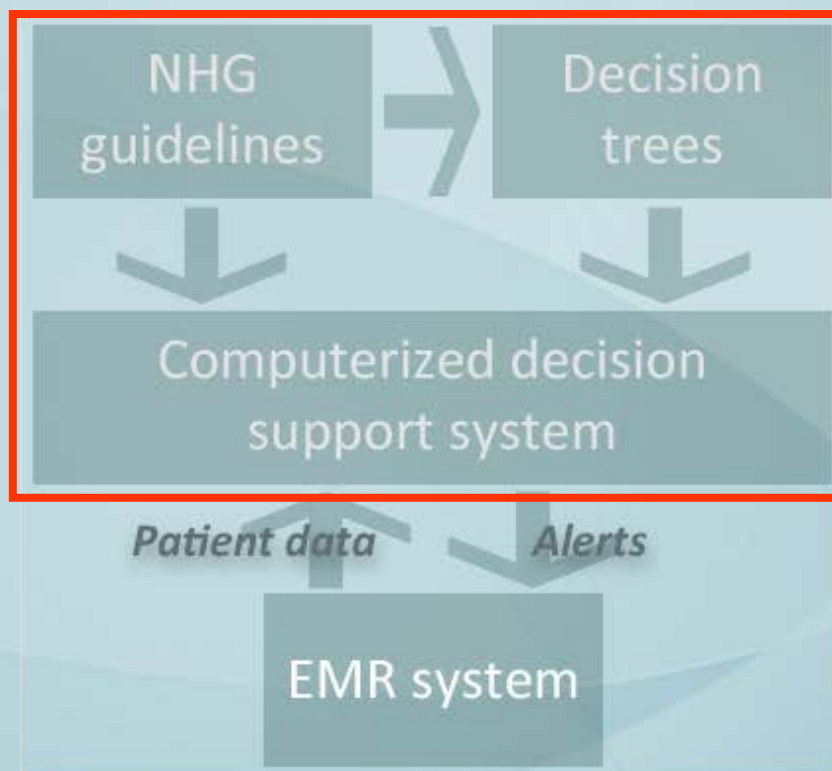 NHG
guidelines
Decision
trees
Computerized decision
support system
Patient data
Alerts
EMR system